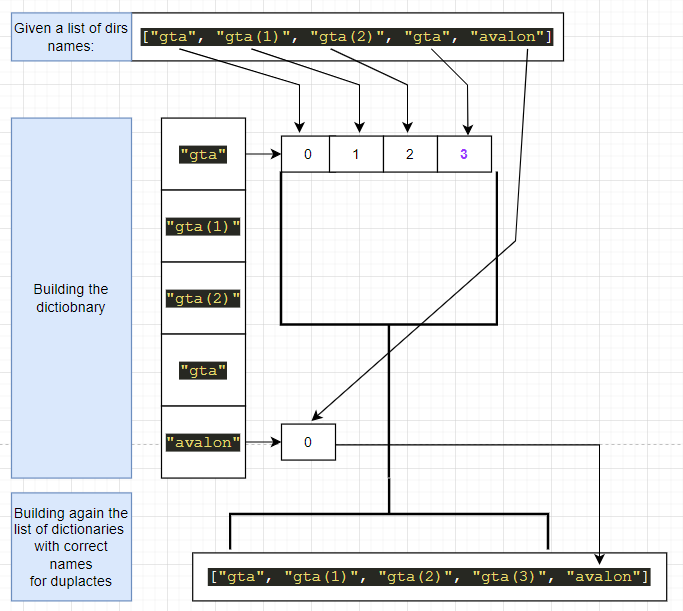 Given a list of dirs
names:
["gta", "gta(1)", "gta(2)", "gta", "avalon"]
"gta"
0 1 2 3
"gta(1)"
Building the
dictiobnary
"gta(2)"
"gta"
"avalon"
0
Building again the
list of dictionaries
with correct
names
for duplactes
["gta", "gta(1)", "gta(2)", "gta(3)", "avalon"]